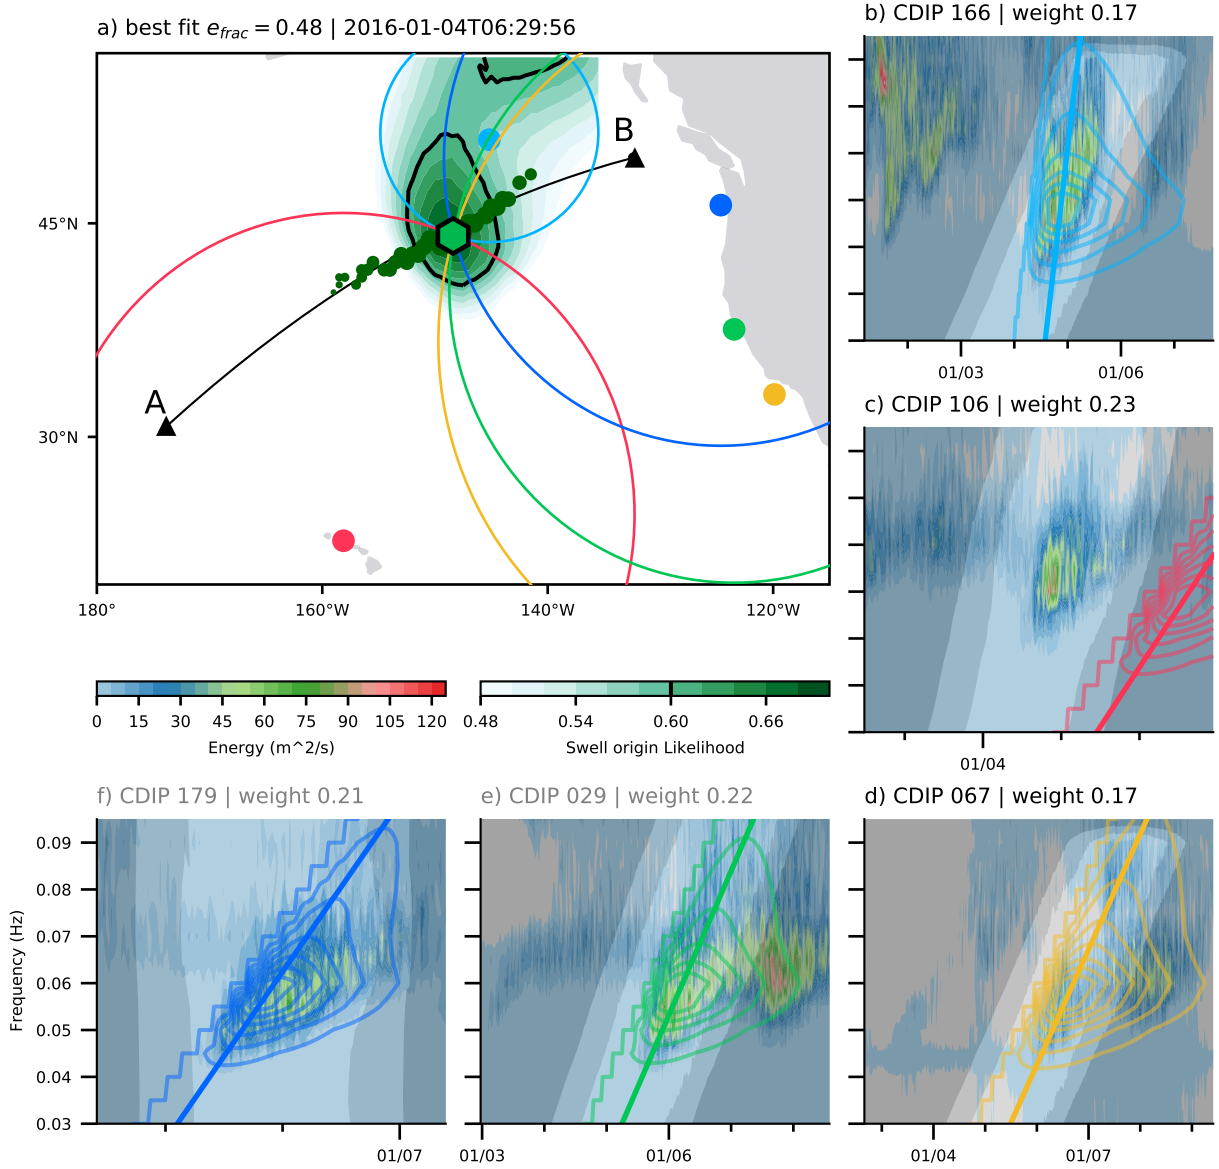 a) best fit e_frac = 0.48 | 2016-01-04T06:29:56
B
A
45°N
30°N
180°
160°W
140°W
120°W
b) CDIP 166 | weight 0.17
01/03
01/06
c) CDIP 106 | weight 0.23
01/04
0
15
30
45
60
75
90
105
120
Energy (m^2/s)
0.48
0.54
0.60
0.66
Swell origin Likelihood
f) CDIP 179 | weight 0.21
0.09
0.08
0.07
0.06
0.05
0.04
0.03
Frequency (Hz)
01/07
e) CDIP 029 | weight 0.22
01/03
01/06
d) CDIP 067 | weight 0.17
01/04
01/07